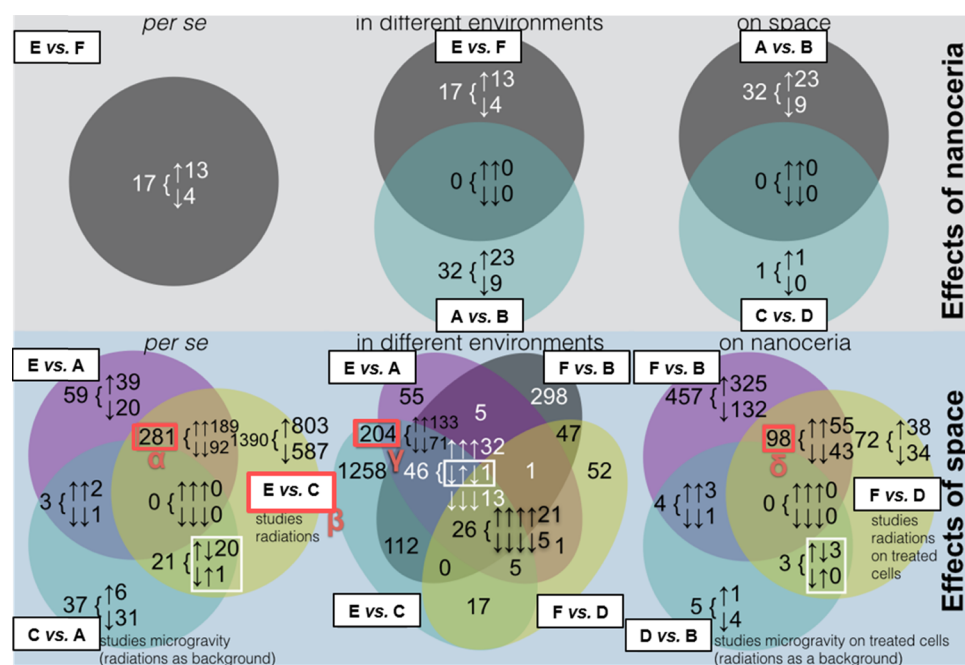 per se
in different environments
on space
E vs. F
E vs. F
A vs. B
17 { ↑13 ↓4
17 { ↑13 ↓4
32 { ↑23 ↓9
0 { ↑↑0 ↓↓0
0 { ↑↑0 ↓↓0
32 { ↑23 ↓9
1 { ↑1 ↓0
A vs. B
C vs. D
Effects of nanoceria
per se
in different environments
on nanoceria
E vs. A
59 { ↑39 ↓20
281 { ↑↑189 ↓↓92
α
1390 { ↑803 ↓587
3 { ↑↑2 ↓↓1
0 { ↑↑↑0 ↓↓↓0
E vs. C
β
studies
radiations
21 { ↑↓20 ↓↑1
37 { ↑6 ↓31
C vs. A
studies microgravity
(radiations as background)
E vs. A
F vs. B
55
5
298
204 { ↑↑133 ↓↓71
γ
47
1258
46 { ↑↑↑32 ↓↑↓1 ↓↓↓13
1
52
26 { ↑↑↑↑21 ↓↓↓↓5
1
112
0
5
17
E vs. C
F vs. D
F vs. B
457 { ↑325 ↓132
98 { ↑↑55 ↓↓43
δ
72 { ↑38 ↓34
4 { ↑↑3 ↓↓1
0 { ↑↑↑0 ↓↓↓0
F vs. D
studies
radiations
on treated
cells
3 { ↑↓3 ↓↑0
5 { ↑1 ↓4
D vs. B
studies microgravity on treated cells
(radiations as a background)
Effects of space